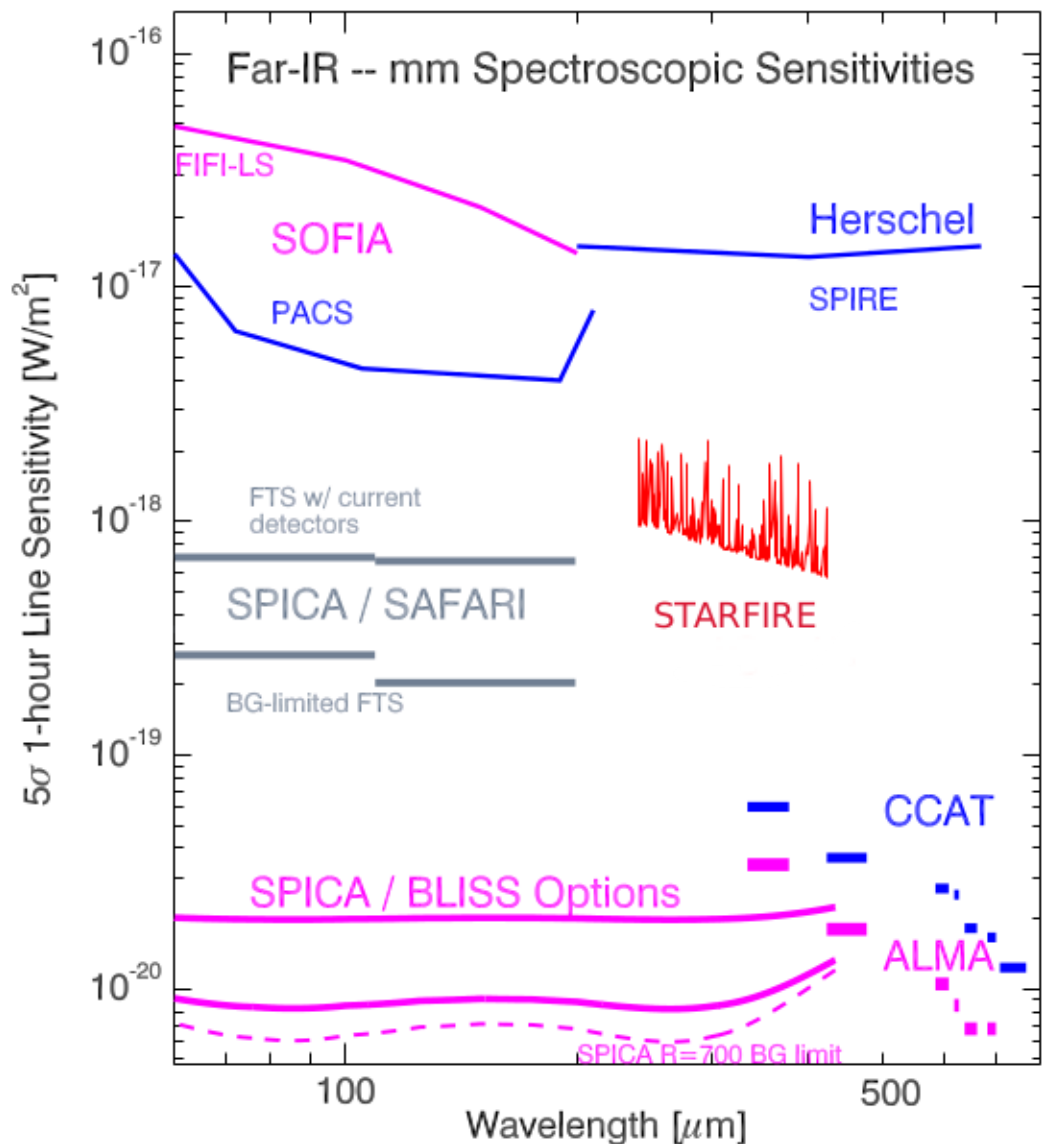 Far-IR -- mm Spectroscopic Sensitivities
10⁻¹⁶
FIFI-LS
SOFIA
Herschel
10⁻¹⁷
PACS
SPIRE
5σ 1-hour Line Sensitivity [W/m²]
FTS w/ current
detectors
10⁻¹⁸
SPICA / SAFARI
STARFIRE
BG-limited FTS
10⁻¹⁹
CCAT
SPICA / BLISS Options
ALMA
10⁻²⁰
SPICA R=700 BG limit
100
500
Wavelength [μm]